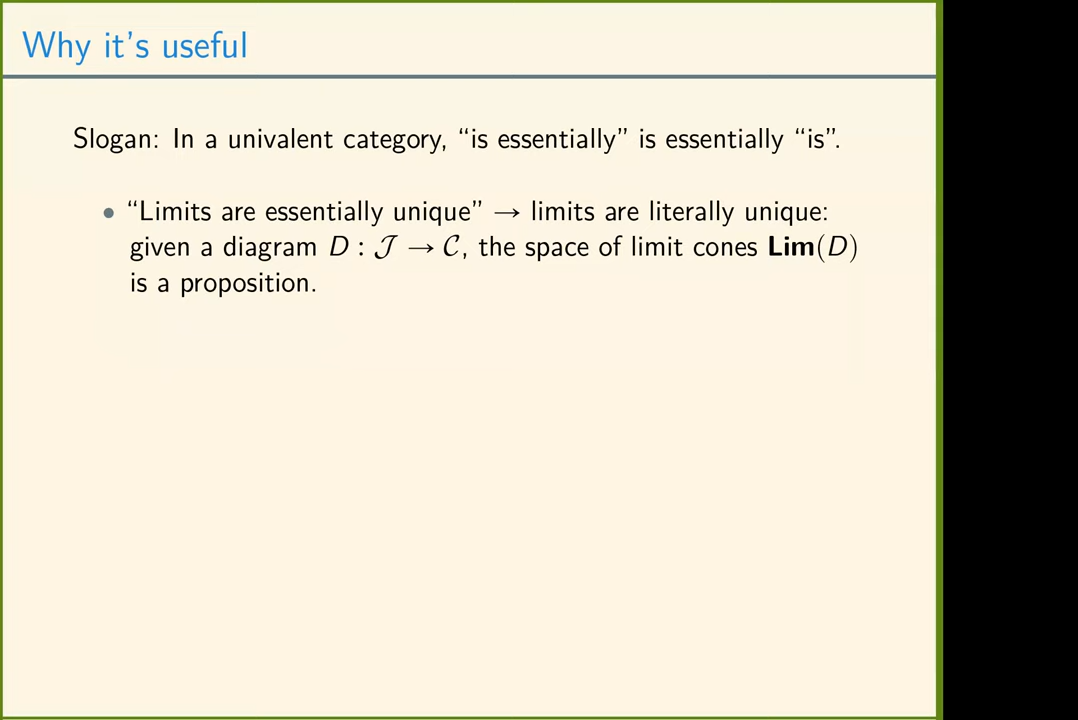 Why it's useful
Slogan: In a univalent category, “is essentially” is essentially “is”.
• “Limits are essentially unique” → limits are literally unique:
given a diagram D : 𝒥 → 𝒞, the space of limit cones Lim(D)
is a proposition.